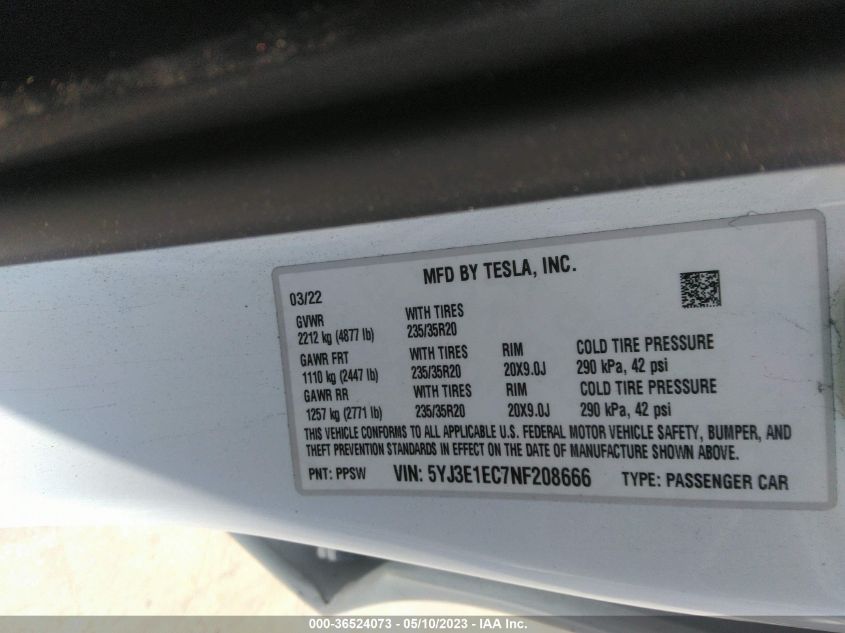 MFD BY TESLA, INC.
03/22
GVWR WITH TIRES
2212 kg (4877 lb) 235/35R20
GAWR FRT WITH TIRES RIM COLD TIRE PRESSURE
1110 kg (2447 lb) 235/35R20 20X9.0J 290 kPa, 42 psi
GAWR RR WITH TIRES RIM COLD TIRE PRESSURE
1257 kg (2771 lb) 235/35R20 20X9.0J 290 kPa, 42 psi
THIS VEHICLE CONFORMS TO ALL APPLICABLE U.S. FEDERAL MOTOR VEHICLE SAFETY, BUMPER, AND
THEFT PREVENTION STANDARDS IN EFFECT ON THE DATE OF MANUFACTURE SHOWN ABOVE.
PNT: PPSW VIN: 5YJ3E1EC7NF208666 TYPE: PASSENGER CAR
000-36524073 - 05/10/2023 - IAA Inc.